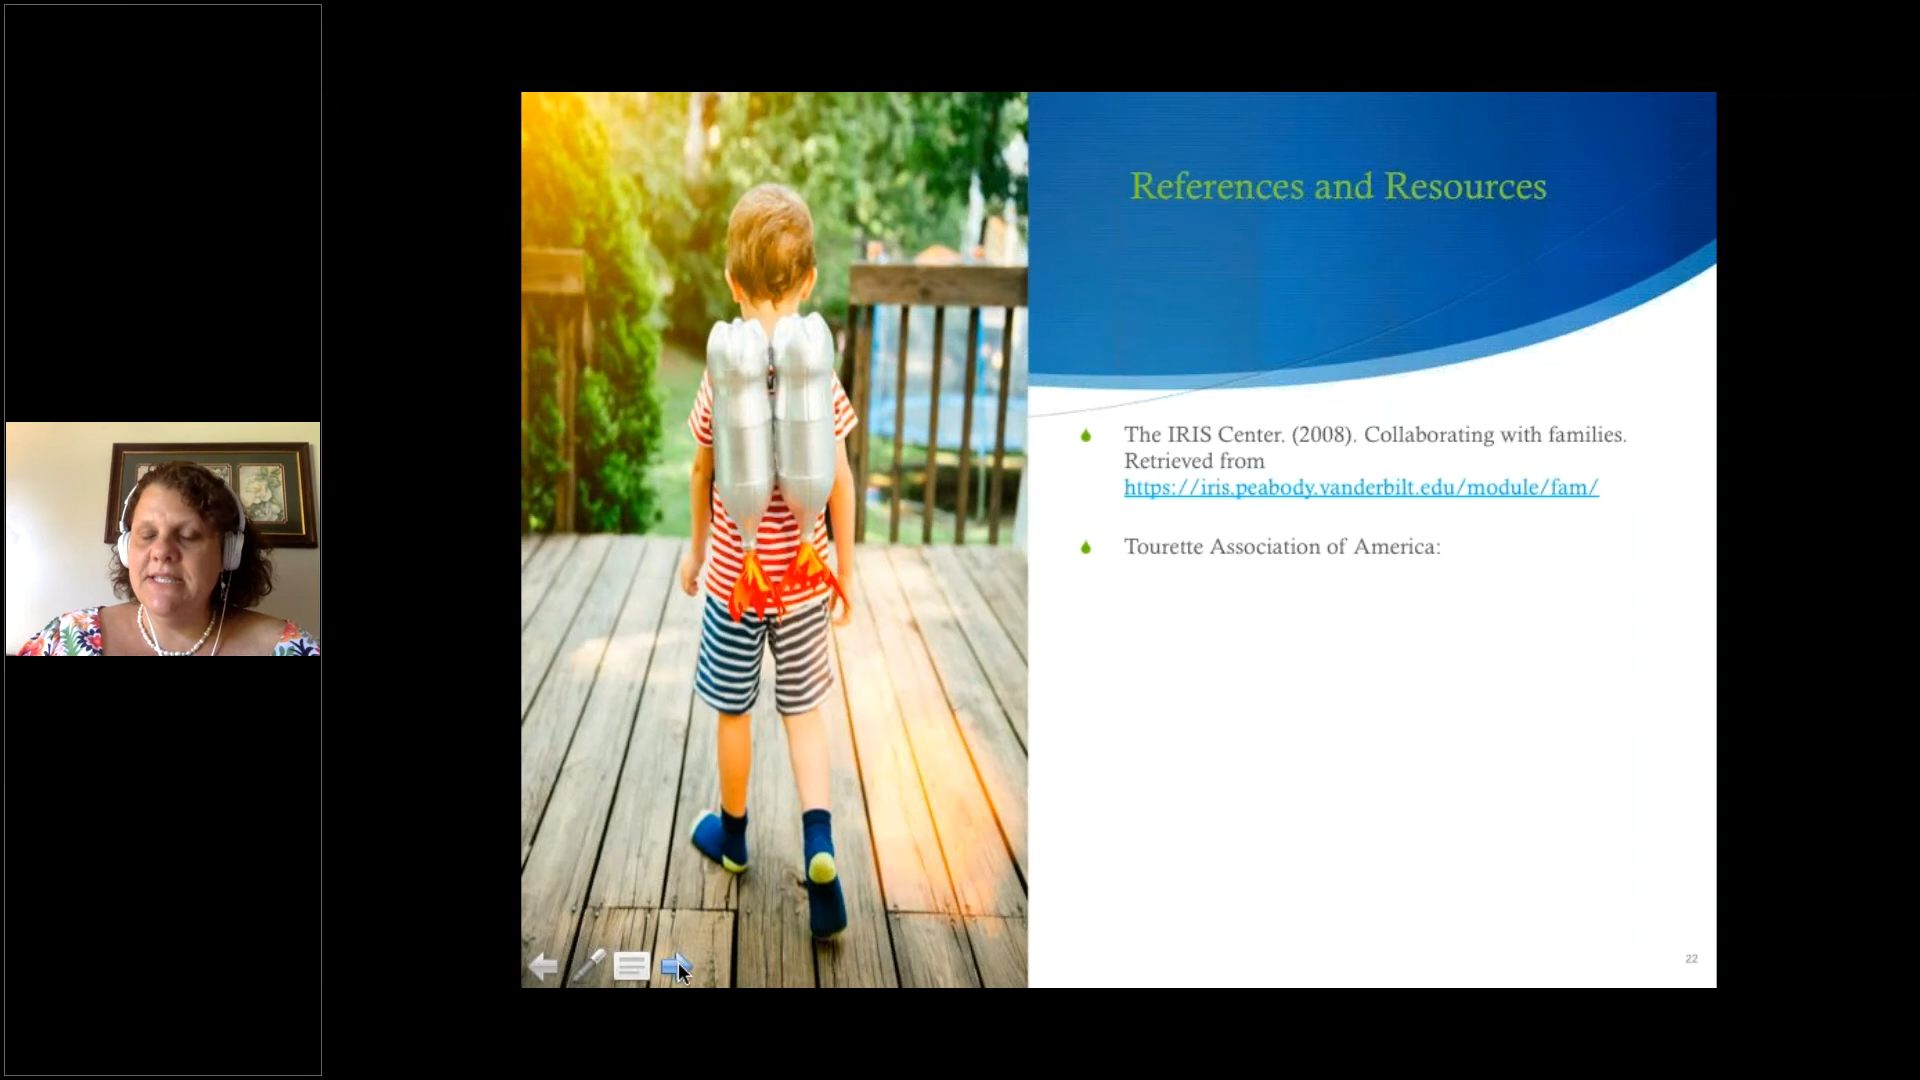 References and Resources
The IRIS Center. (2008). Collaborating with families.
Retrieved from
https://iris.peabody.vanderbilt.edu/module/fam/
Tourette Association of America:
22